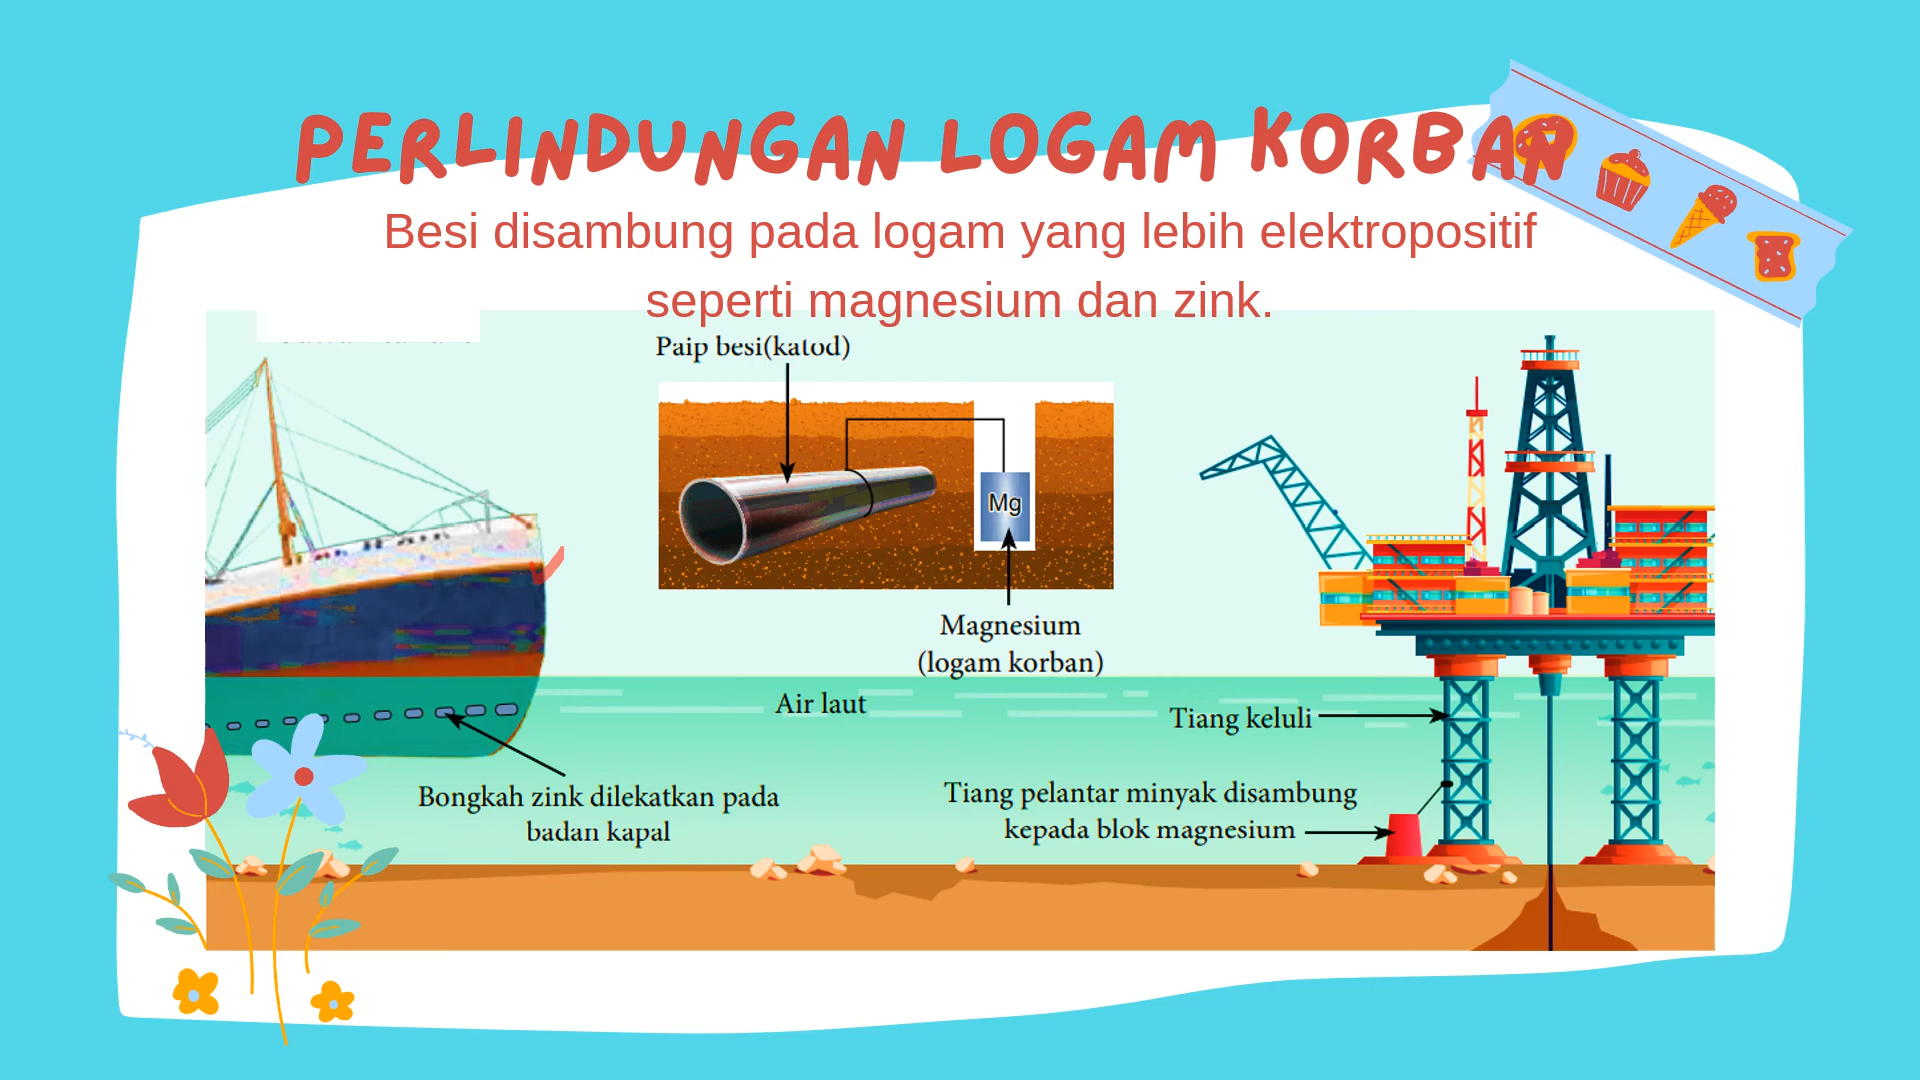 PERLINDUNGAN LOGAM KORBAN
Besi disambung pada logam yang lebih elektropositif
seperti magnesium dan zink.
Paip besi(katod)
Mg
Magnesium
(logam korban)
Air laut
Tiang keluli
Bongkah zink dilekatkan pada
badan kapal
Tiang pelantar minyak disambung
kepada blok magnesium